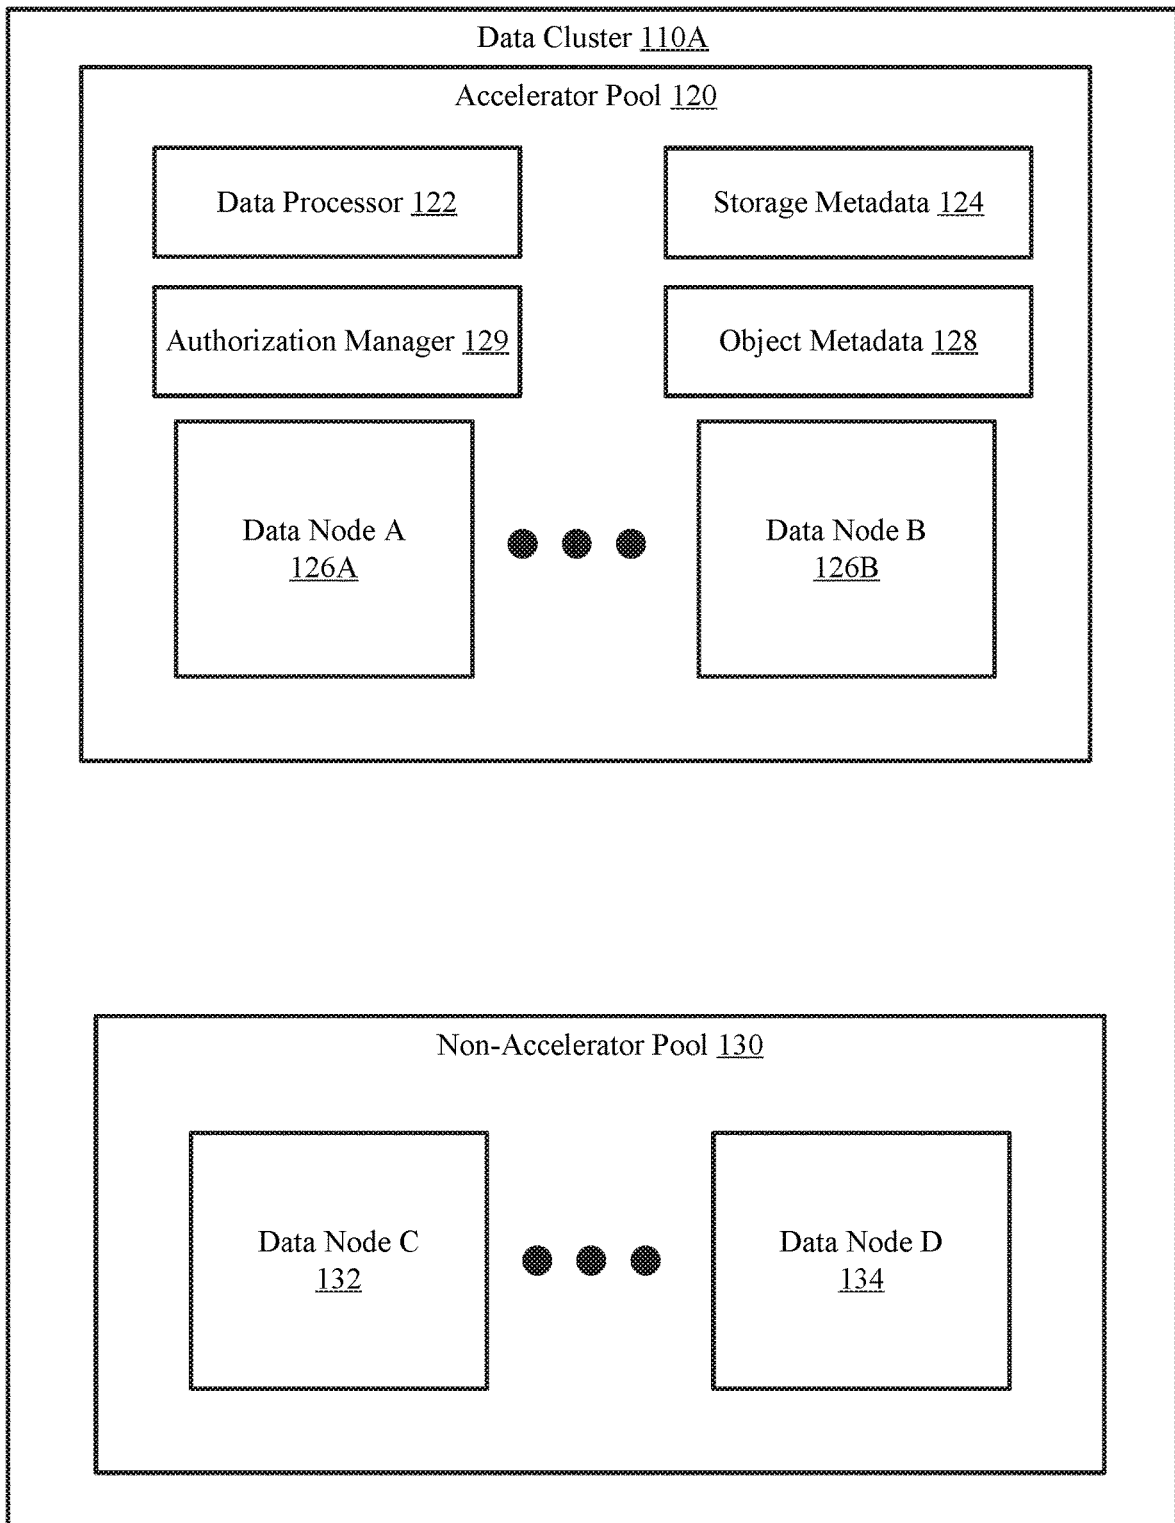 Data Cluster 110A
Accelerator Pool 120
Data Processor 122
Storage Metadata 124
Authorization Manager 129
Object Metadata 128
Data Node A
126A
Data Node B
126B
Non-Accelerator Pool 130
Data Node C
132
Data Node D
134